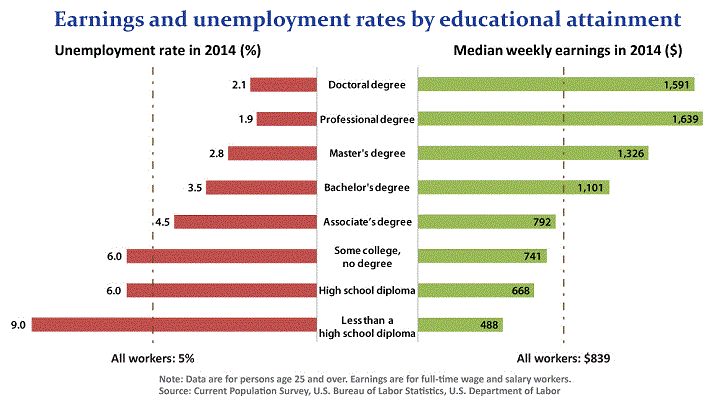 Earnings and unemployment rates by educational attainment
Unemployment rate in 2014 (%)
Median weekly earnings in 2014 ($)
2.1 Doctoral degree 1,591
1.9 Professional degree 1,639
2.8 Master's degree 1,326
3.5 Bachelor's degree 1,101
4.5 Associate's degree 792
6.0 Some college, 741
no degree
6.0 High school diploma 668
9.0 Less than a 488
high school diploma
All workers: 5%
All workers: $839
Note: Data are for persons age 25 and over. Earnings are for full-time wage and salary workers.
Source: Current Population Survey, U.S. Bureau of Labor Statistics, U.S. Department of Labor